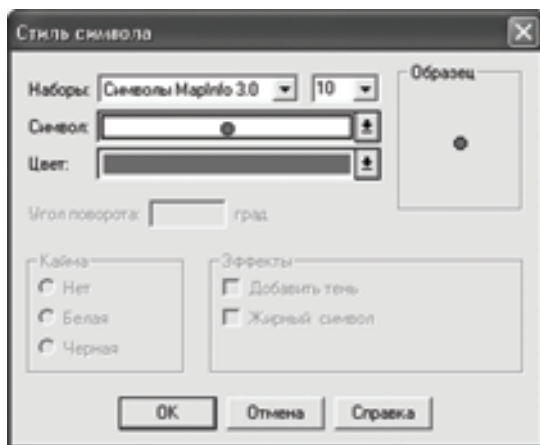 Стиль символа
Наборы: Символы MapInfo 3.0 10
Образец
Символ:
Цвет:
Угол поворота: град.
Кайма
Нет
Белая
Черная
Эффекты
Добавить тень
Жирный символ
OK Отмена Справка